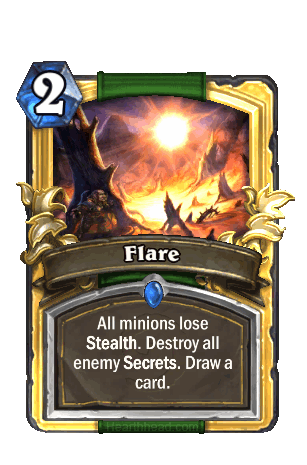 2
Flare
All minions lose
Stealth. Destroy all
enemy Secrets. Draw a
card.